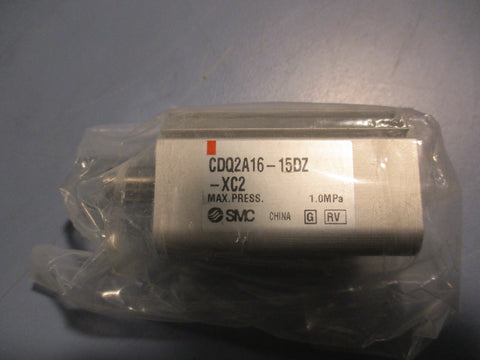 CDQ2A16-15DZ
-XC2
MAX.PRESS. 1.0MPa
SMC CHINA G RV